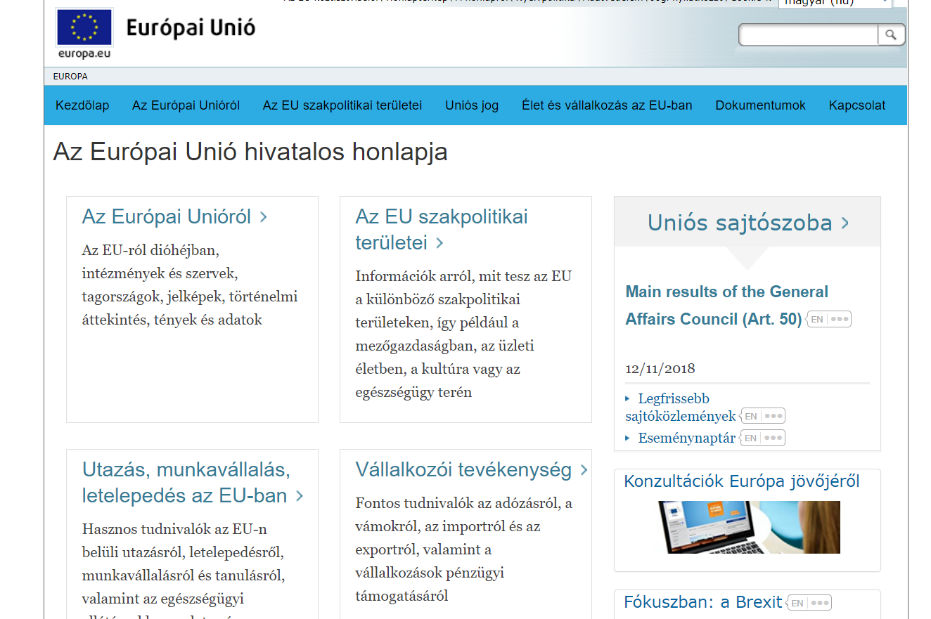 magyar (hu)
Európai Unió
europa.eu
EUROPA
Kezdőlap Az Európai Unióról Az EU szakpolitikai területei Uniós jog Élet és vállalkozás az EU-ban Dokumentumok Kapcsolat
Az Európai Unió hivatalos honlapja
Az Európai Unióról
Az EU-ról dióhéjban,
intézmények és szervek,
tagországok, jelképek, történelmi
áttekintés, tények és adatok
Az EU szakpolitikai
területei
Információk arról, mit tesz az EU
a különböző szakpolitikai
területeken, így például a
mezőgazdaságban, az üzleti
életben, a kultúra vagy az
egészségügy terén
Uniós sajtószoba
Main results of the General
Affairs Council (Art. 50) EN
12/11/2018
Legfrissebb
sajtóközlemények EN
Eseménynaptár EN
Utazás, munkavállalás,
letelepedés az EU-ban
Hasznos tudnivalók az EU-n
belüli utazásról, letelepedésről,
munkavállalásról és tanulásról,
valamint az egészségügyi
Vállalkozói tevékenység
Fontos tudnivalók az adózásról, a
vámokról, az importról és az
exportról, valamint a
vállalkozások pénzügyi
támogatásáról
Konzultációk Európa jövőjéről
Fókuszban: a Brexit EN